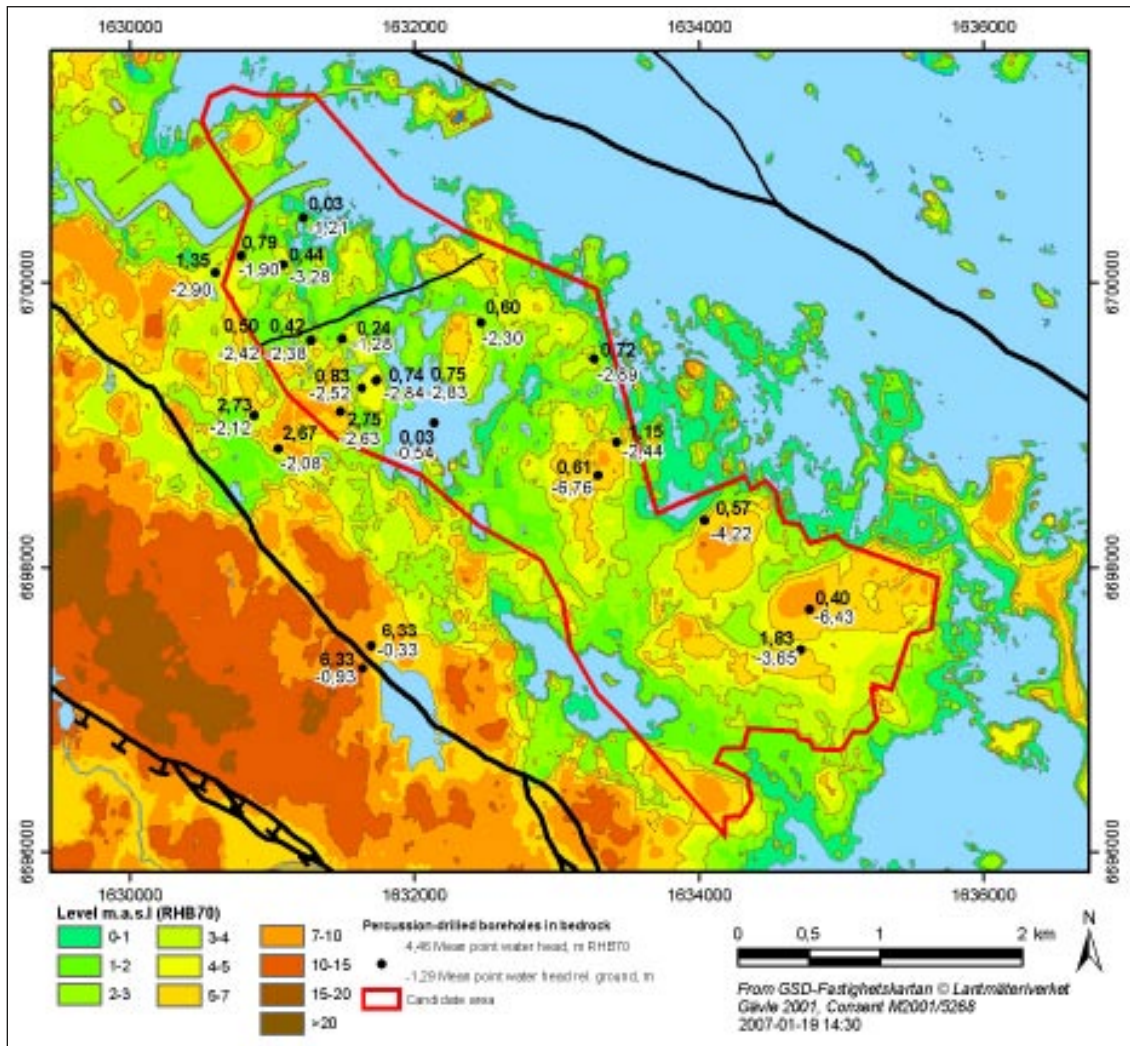 1630000 1632000 1634000 1636000
0,03
-1,21
0,79
-1,90
0,44
-3,28
1,35
-2,90
6700000 6700000
0,60
-2,30
0,50 0,42 0,24
-2,42 -2,38 -1,28
0,72
-2,69
0,83 0,74 0,75
-2,52 -2,84 -2,83
2,73 2,75
-2,12 -2,63
2,67 0,03
-2,08 -0,54
-2,44
0,61
-6,76
0,57
-4,22
6698000 6698000
0,40
-6,43
1,83
-3,65
6,33
-0,33
6,33
-0,93
6696000 6696000
1630000 1632000 1634000 1636000
Level m.a.s.l (RHB70)
0-1 3-4 7-10
1-2 4-5 10-15
2-3 5-7 15-20
>20
Percussion-drilled boreholes in bedrock
4,46 Mean point water head, m RHB70
-1,29 Mean point water head rel. ground, m
Candidate area
N
0 0,5 1 2 km
From GSD-Fastighetskartan © Lantmäteriverket
Gävle 2001, Consent M2001/5268
2007-01-19 14:30